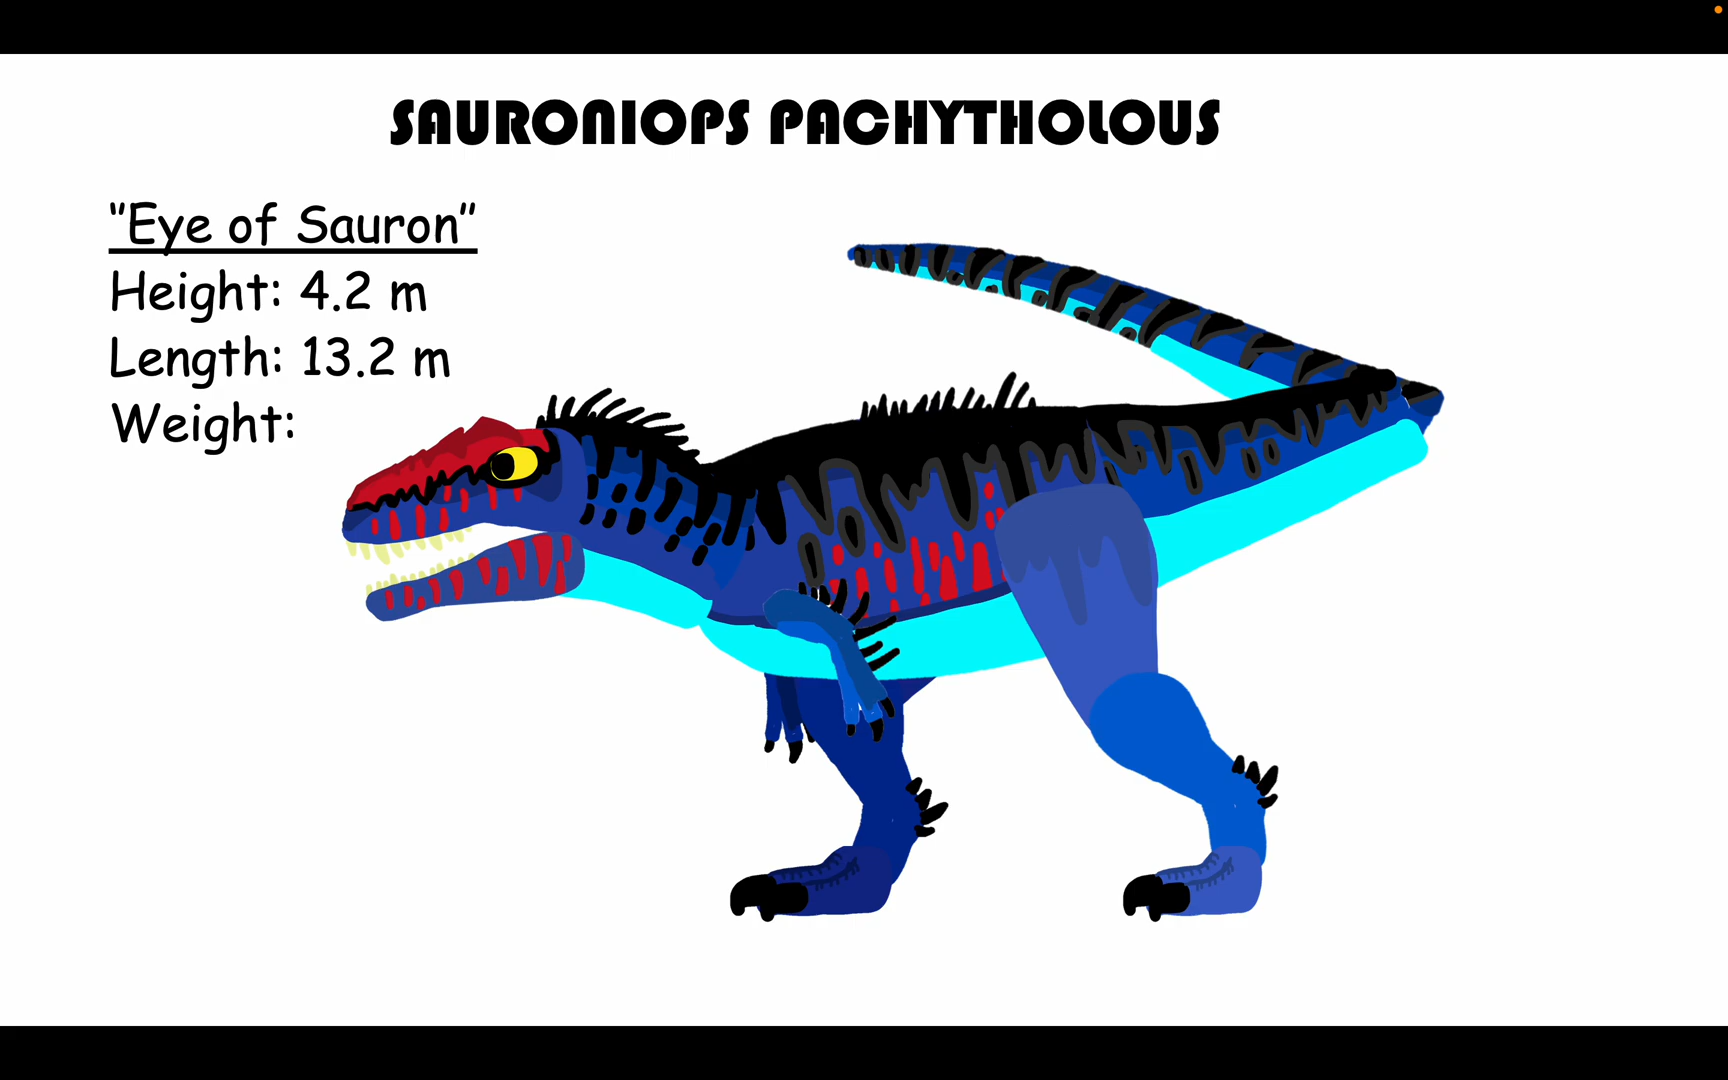 SAURONIOPS PACHYTHOLOUS
"Eye of Sauron"
Height: 4.2 m
Length: 13.2 m
Weight: